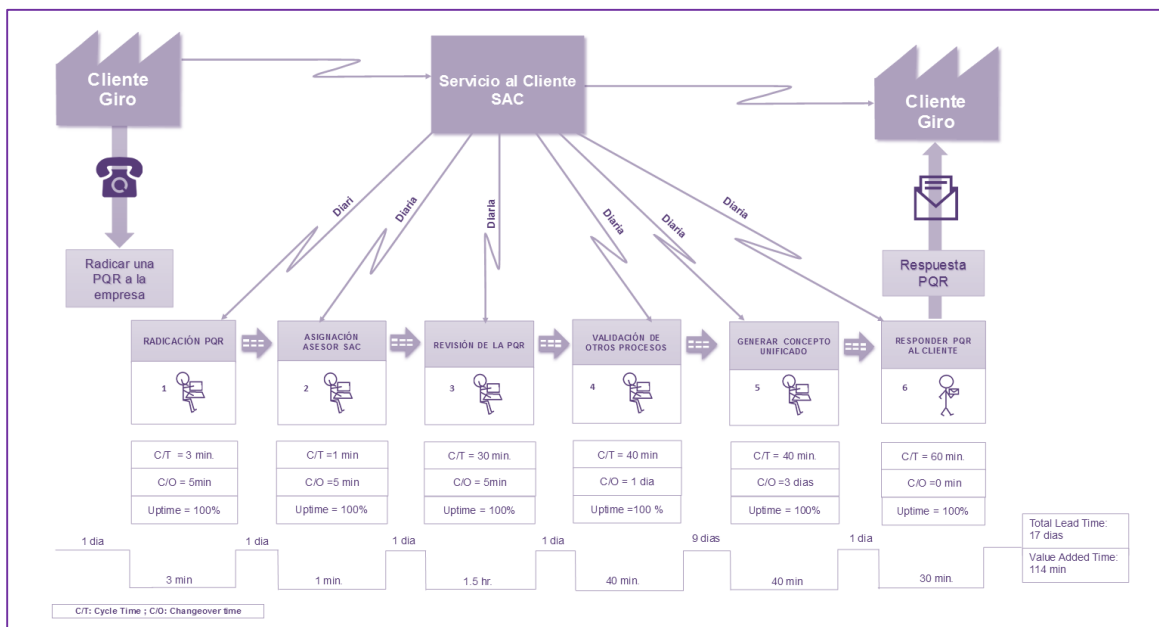 Cliente
Giro
Servicio al Cliente
SAC
Cliente
Giro
Radicar una
PQR a la
empresa
Diari
Diaria
Diaria
Diaria
Diaria
Diaria
Respuesta
PQR
RADICACIÓN PQR
ASIGNACIÓN
ASESOR SAC
REVISIÓN DE LA PQR
VALIDACIÓN DE
OTROS PROCESOS
GENERAR CONCEPTO
UNIFICADO
RESPONDER PQR
AL CLIENTE
1
2
3
4
5
6
C/T = 3 min.
C/O = 5min
Uptime = 100%
C/T =1 min
C/O =5 min
Uptime = 100%
C/T = 30 min.
C/O = 5min
Uptime = 100%
C/T = 40 min
C/O = 1 dia
Uptime =100 %
C/T = 40 min.
C/O =3 dias
Uptime = 100%
C/T = 60 min.
C/O =0 min
Uptime = 100%
1 dia
1 dia
1 dia
1 dia
9 dias
1 dia
3 min
1 min.
1.5 hr.
40 min.
40 min
30 min.
Total Lead Time:
17 dias
Value Added Time:
114 min
C/T: Cycle Time ; C/O: Changeover time